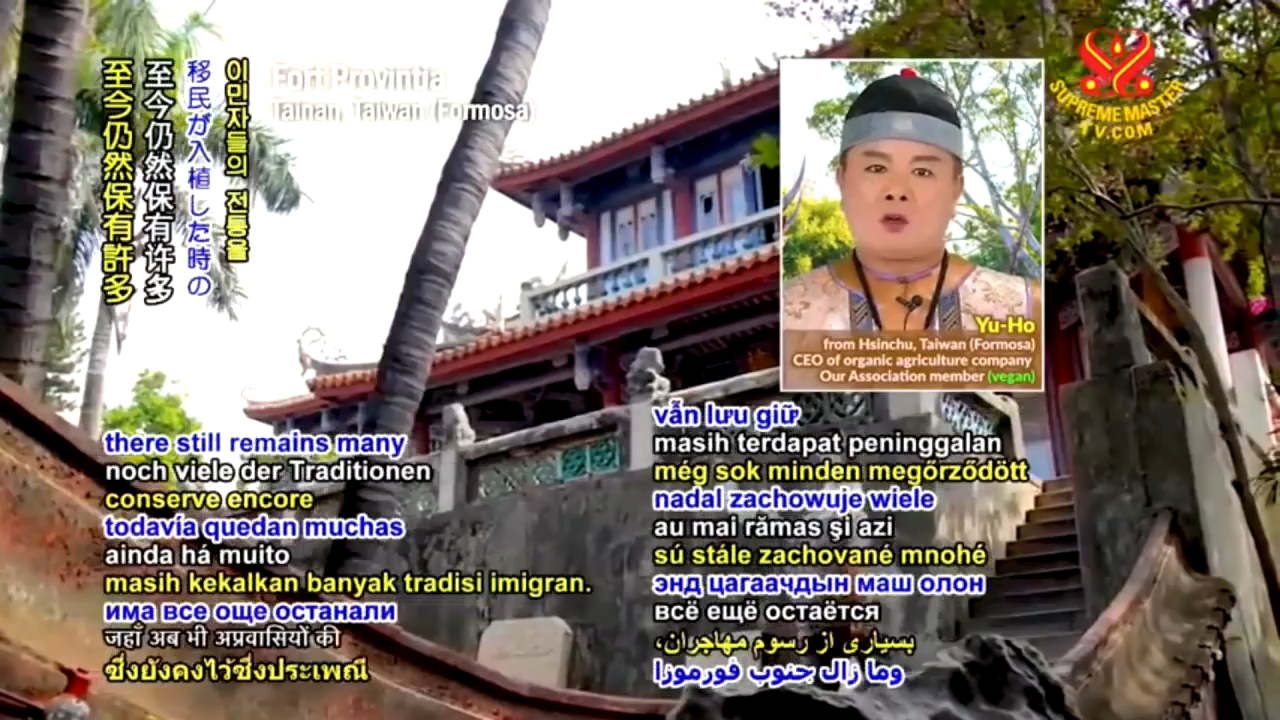 Fort Provintia
Tainan, Taiwan (Formosa)
SUPREME MASTER
TV.COM
至今仍然保有許多
至今仍然保有许多
移民が入植した時の
이민자들의 전통을
Yu-Ho
from Hsinchu, Taiwan (Formosa)
CEO of organic agriculture company
Our Association member (vegan)
there still remains many
noch viele der Traditionen
conserve encore
todavía quedan muchas
ainda há muito
masih kekalkan banyak tradisi imigran.
има все още останали
जहाँ अब भी अप्रवासियों की
ซึ่งยังคงไว้ซึ่งประเพณี
vẫn lưu giữ
masih terdapat peninggalan
még sok minden megőrződött
nadal zachowuje wiele
au mai rămas şi azi
sú stále zachované mnohé
энд цагаачдын маш олон
всё ещё остаётся
بسیاری از رسوم مهاجران،
وما زال جنوب فورموزا